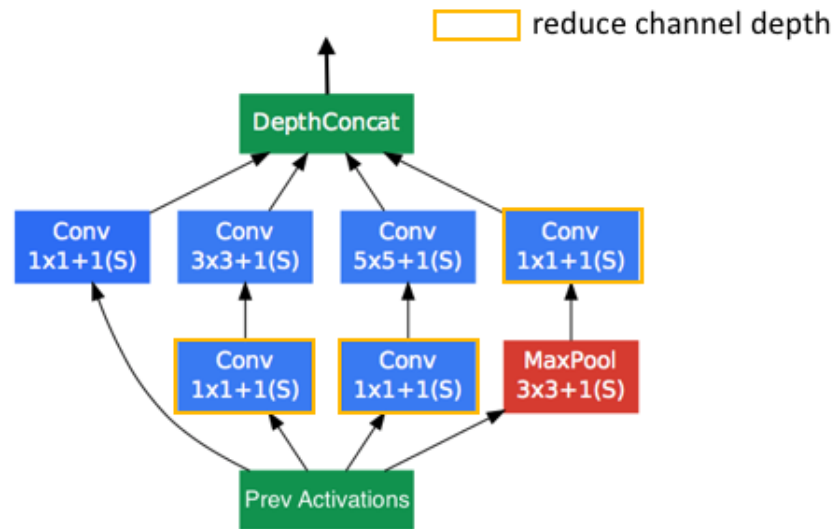 reduce channel depth
DepthConcat
Conv
1x1+1(S)
Conv
3x3+1(S)
Conv
5x5+1(S)
Conv
1x1+1(S)
Conv
1x1+1(S)
Conv
1x1+1(S)
MaxPool
3x3+1(S)
Prev Activations